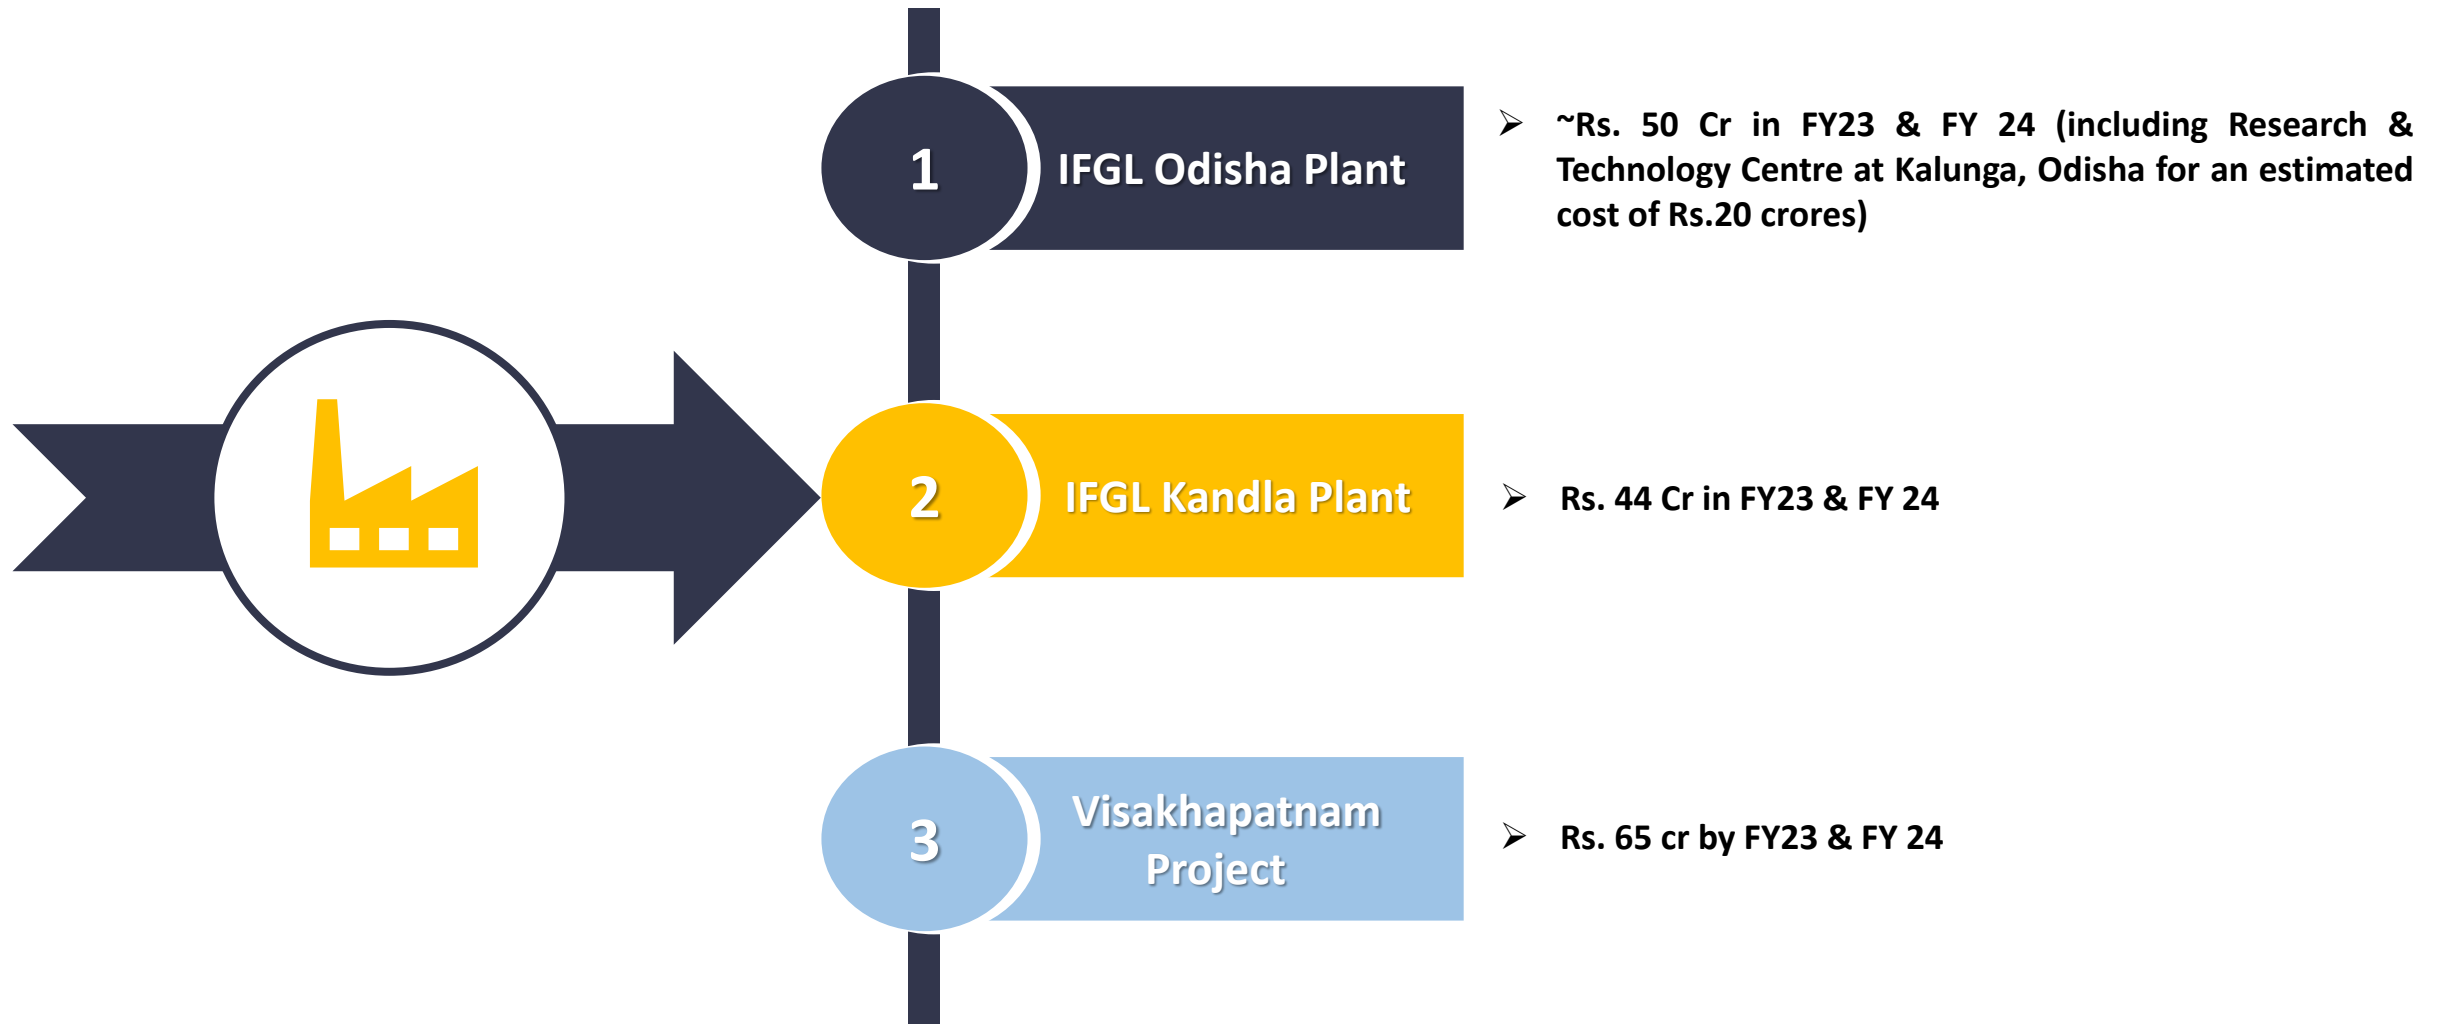 1
IFGL Odisha Plant
➢ ~Rs. 50 Cr in FY23 & FY 24 (including Research &
Technology Centre at Kalunga, Odisha for an estimated
cost of Rs.20 crores)
2
IFGL Kandla Plant
➢ Rs. 44 Cr in FY23 & FY 24
3
Visakhapatnam
Project
➢ Rs. 65 cr by FY23 & FY 24